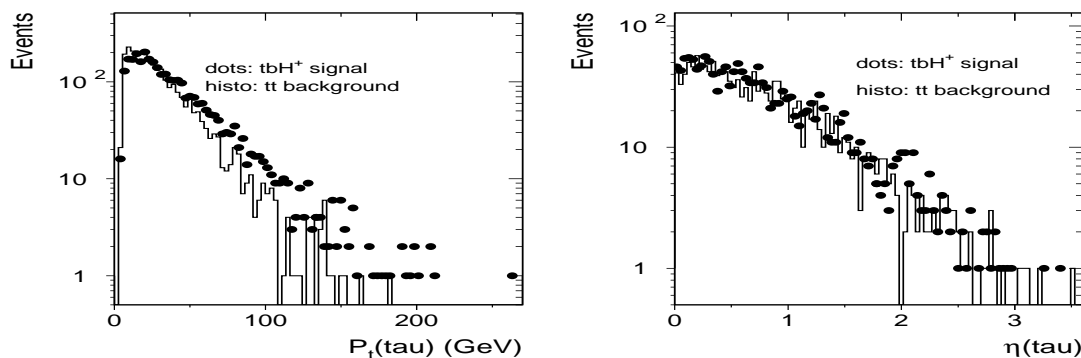 Events
10²
10
1
dots: tbH⁺ signal
histo: tt background
0
100
200
Pₜ(tau) (GeV)
Events
10²
10
1
dots: tbH⁺ signal
histo: tt background
0
1
2
3
η(tau)